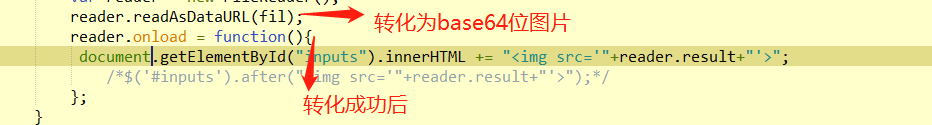 var reader = new FileReader();
reader.readAsDataURL(fil);
转化为base64位图片
reader.onload = function(){
document.getElementById("inputs").innerHTML += "<img src='"+reader.result+"'>";
/*$('#inputs').after("<img src='"+reader.result+"'>");*/
};
转化成功后
}